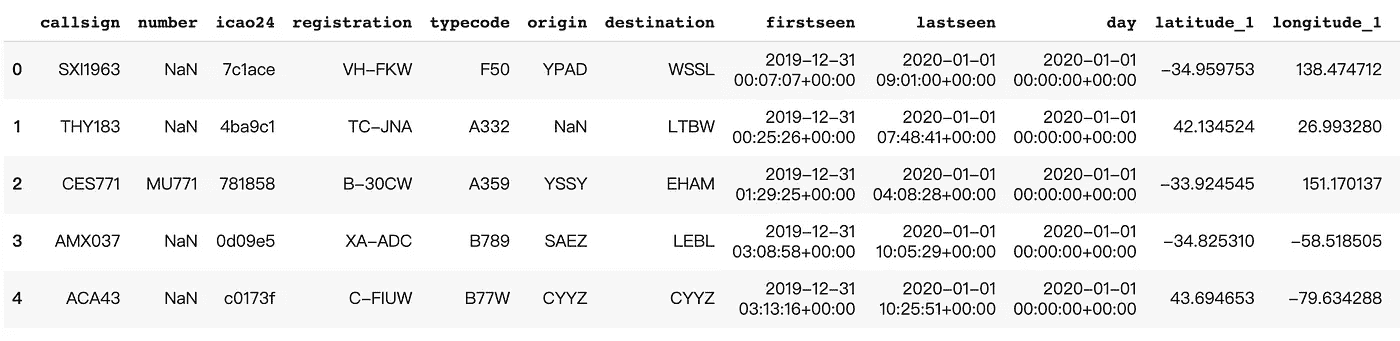 callsign number icao24 registration typecode origin destination firstseen lastseen day latitude_1 longitude_1
0 SXI1963 NaN 7c1ace VH–FKW F50 YPAD WSSL 2019–12–31 00:07:07+00:00 2020–01–01 09:01:00+00:00 2020–01–01 00:00:00+00:00 −34.959753 138.474712
1 THY183 NaN 4ba9c1 TC–JNA A332 NaN LTBW 2019–12–31 00:25:26+00:00 2020–01–01 07:48:41+00:00 2020–01–01 00:00:00+00:00 42.134524 26.993280
2 CES771 MU771 781858 B–30CW A359 YSSY EHAM 2019–12–31 01:29:25+00:00 2020–01–01 04:08:28+00:00 2020–01–01 00:00:00+00:00 −33.924545 151.170137
3 AMX037 NaN 0d09e5 XA–ADC B789 SAEZ LEBL 2019–12–31 03:08:58+00:00 2020–01–01 10:05:29+00:00 2020–01–01 00:00:00+00:00 −34.825310 −58.518505
4 ACA43 NaN c0173f C–FIUW B77W CYYZ CYYZ 2019–12–31 03:13:16+00:00 2020–01–01 10:25:51+00:00 2020–01–01 00:00:00+00:00 43.694653 −79.634288